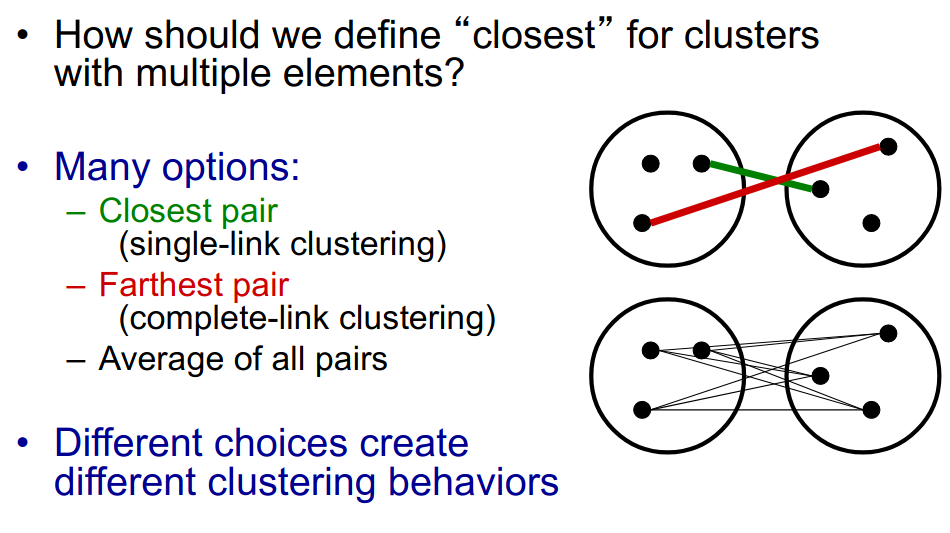 • How should we define “closest” for clusters
with multiple elements?
• Many options:
– Closest pair
(single-link clustering)
– Farthest pair
(complete-link clustering)
– Average of all pairs
• Different choices create
different clustering behaviors